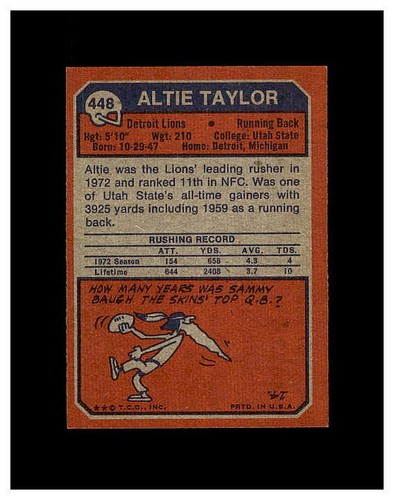 448
ALTIE TAYLOR
Detroit Lions • Running Back
Hgt: 5'10" Wgt: 210 College: Utah State
Born: 10-29-47 Home: Detroit, Michigan
Altie was the Lions' leading rusher in
1972 and ranked 11th in NFC. Was one
of Utah State's all-time gainers with
3925 yards including 1959 as a running
back.
RUSHING RECORD
ATT. YDS. AVG. TDS.
1972 Season 154 658 4.3 4
Lifetime 644 2408 3.7 10
HOW MANY YEARS WAS SAMMY
BAUGH THE SKINS' TOP Q.B.?
★★© T.C.G., INC. PRTD. IN U.S.A.